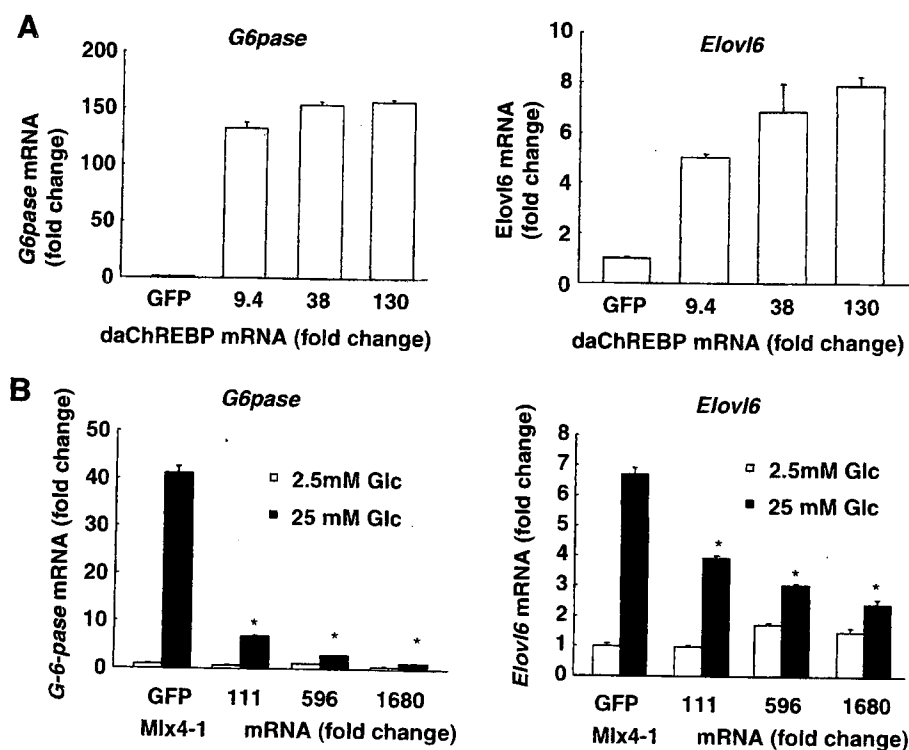 A
G6pase
200
150
100
50
0
G6pase mRNA
(fold change)
GFP 9.4 38 130
daChREBP mRNA (fold change)
Elovl6
10
8
6
4
2
0
Elovl6 mRNA
(fold change)
GFP 9.4 38 130
daChREBP mRNA (fold change)
B
G6pase
50
40
30
20
10
0
G-6-pase mRNA (fold change)
2.5mM Glc
25 mM Glc
* * *
GFP 111 596 1680
Mlx4-1 mRNA (fold change)
Elovl6
8
7
6
5
4
3
2
1
0
Elovl6 mRNA (fold change)
2.5mM Glc
25 mM Glc
* * *
GFP 111 596 1680
Mlx4-1 mRNA (fold change)